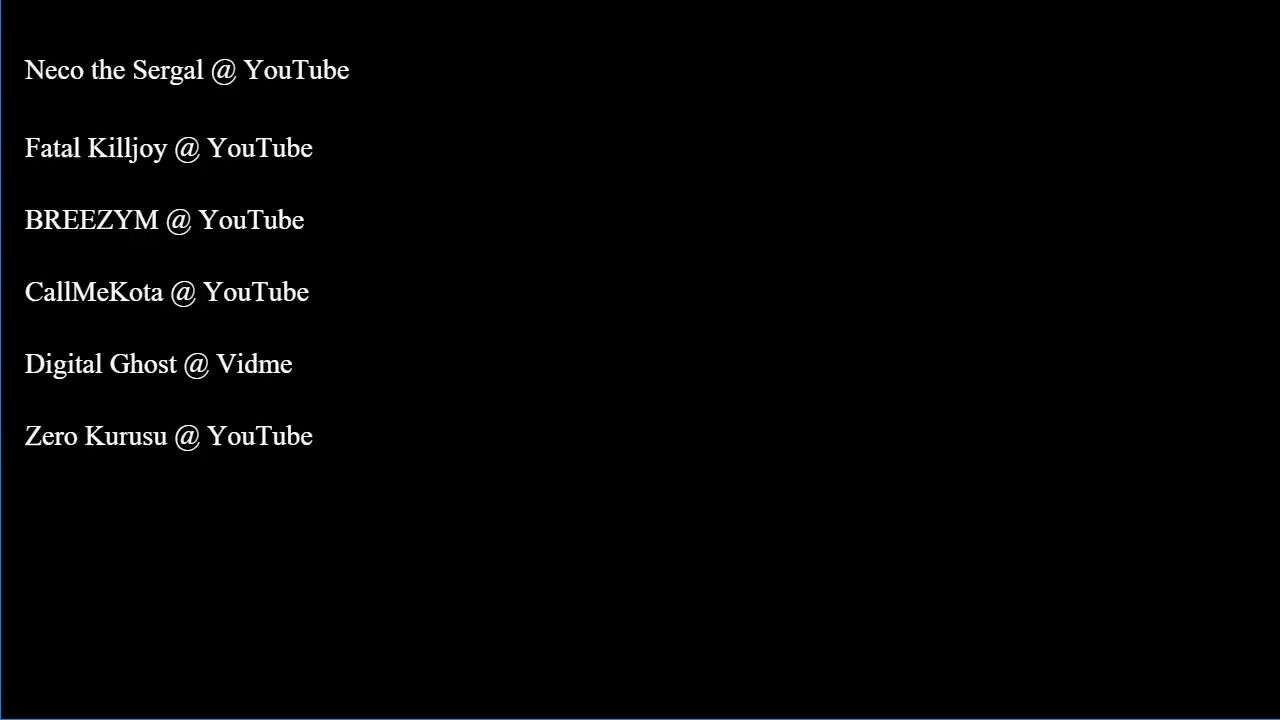 Neco the Sergal @ YouTube
Fatal Killjoy @ YouTube
BREEZYM @ YouTube
CallMeKota @ YouTube
Digital Ghost @ Vidme
Zero Kurusu @ YouTube